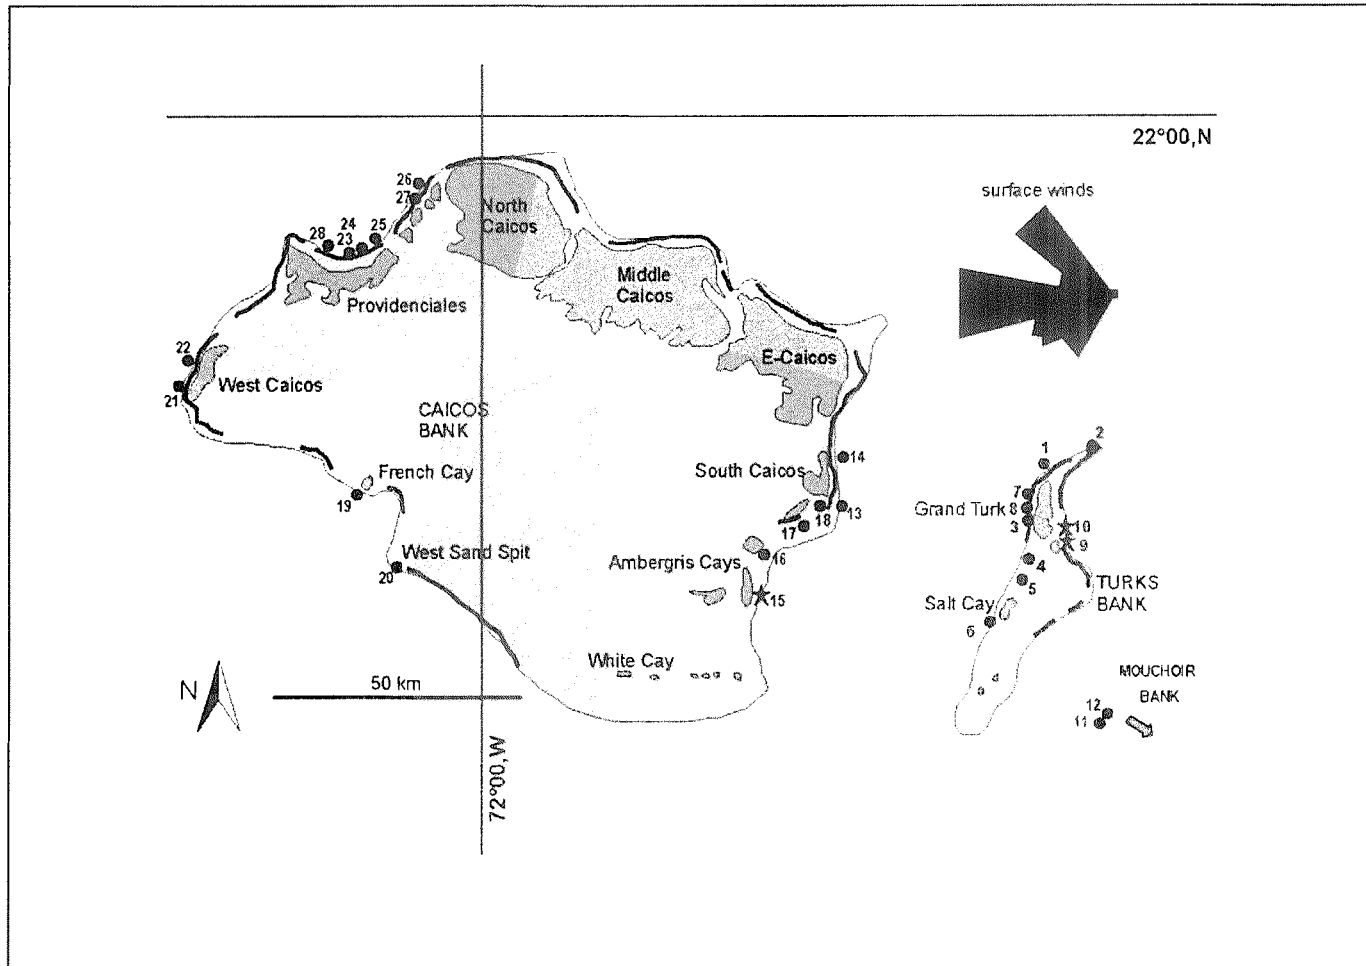 22°00,N
surface winds
26
27
24
25
28
23
North
Caicos
Middle
Caicos
Providenciales
E-Caicos
22
West Caicos
21
CAICOS
BANK
French Cay
19
South Caicos
14
18
13
17
1
2
7
Grand Turk
8
3
10
9
West Sand Spit
20
Ambergris Cays
16
15
4
5
TURKS
BANK
Salt Cay
6
White Cay
MOUCHOIR
BANK
12
11
N
50 km
72°00,W